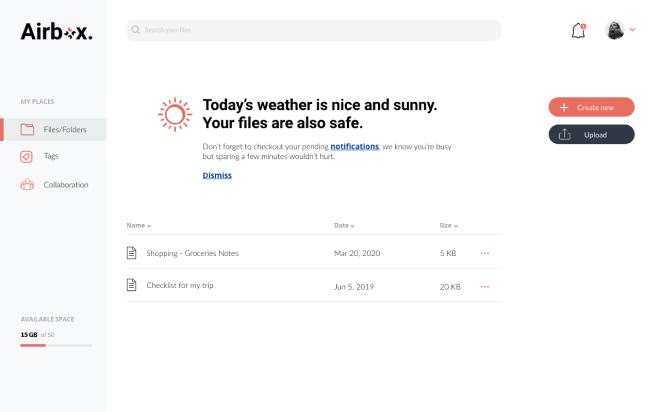 Airbox.
Search your files
MY PLACES
Files/Folders
Tags
Collaboration
AVAILABLE SPACE
15 GB of 50
Today's weather is nice and sunny.
Your files are also safe.
Don't forget to checkout your pending notifications, we know you're busy
but sparing a few minutes wouldn't hurt.
Dismiss
Create new
Upload
Name Date Size
Shopping - Groceries Notes Mar 20, 2020 5 KB
Checklist for my trip Jun 5, 2019 20 KB